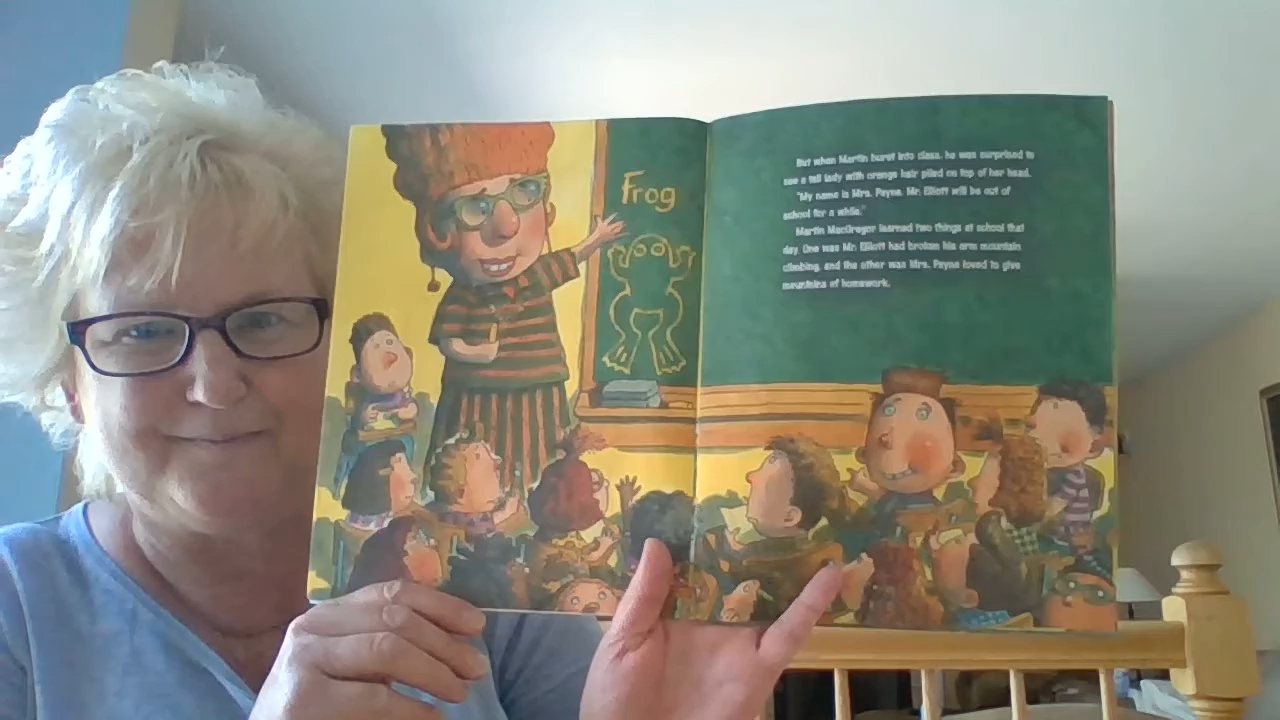 Frog
But when Martin burst into class, he was surprised to
see a tall lady with orange hair piled on top of her head.
"My name is Mrs. Payne. Mr. Elliott will be out of
school for a while."
Martin MacGregor learned two things at school that
day. One was Mr. Elliott had broken his arm mountain
climbing, and the other was Mrs. Payne loved to give
mountains of homework.